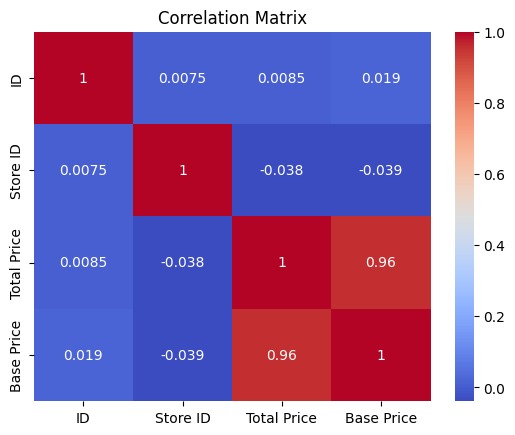 Correlation Matrix
ID 1 0.0075 0.0085 0.019
Store ID 0.0075 1 -0.038 -0.039
Total Price 0.0085 -0.038 1 0.96
Base Price 0.019 -0.039 0.96 1
ID Store ID Total Price Base Price
1.0
0.8
0.6
0.4
0.2
0.0